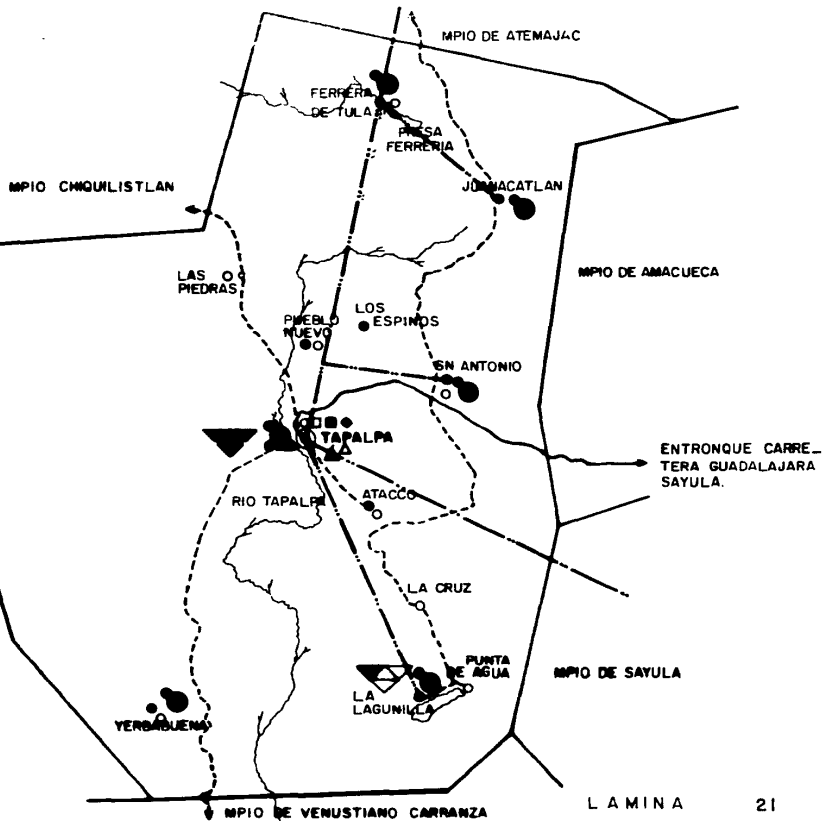 MPIO DE ATEMAJAC
FERRERA
DE TULA
PRESA
FERRERIA
MPIO CHIQUILISTLAN
JUANACATLAN
LAS
PIEDRAS
MPIO DE AMACUECA
LOS
ESPINOS
PUEBLO
NUEVO
SN ANTONIO
TAPALPA
ENTRONQUE CARRE_
TERA GUADALAJARA
SAYULA.
RIO TAPALPA
ATACCO
LA CRUZ
PUNTA
DE AGUA
MPIO DE SAYULA
LA
LAGUNILLA
YERBABUENA
MPIO DE VENUSTIANO CARRANZA
LAMINA 21